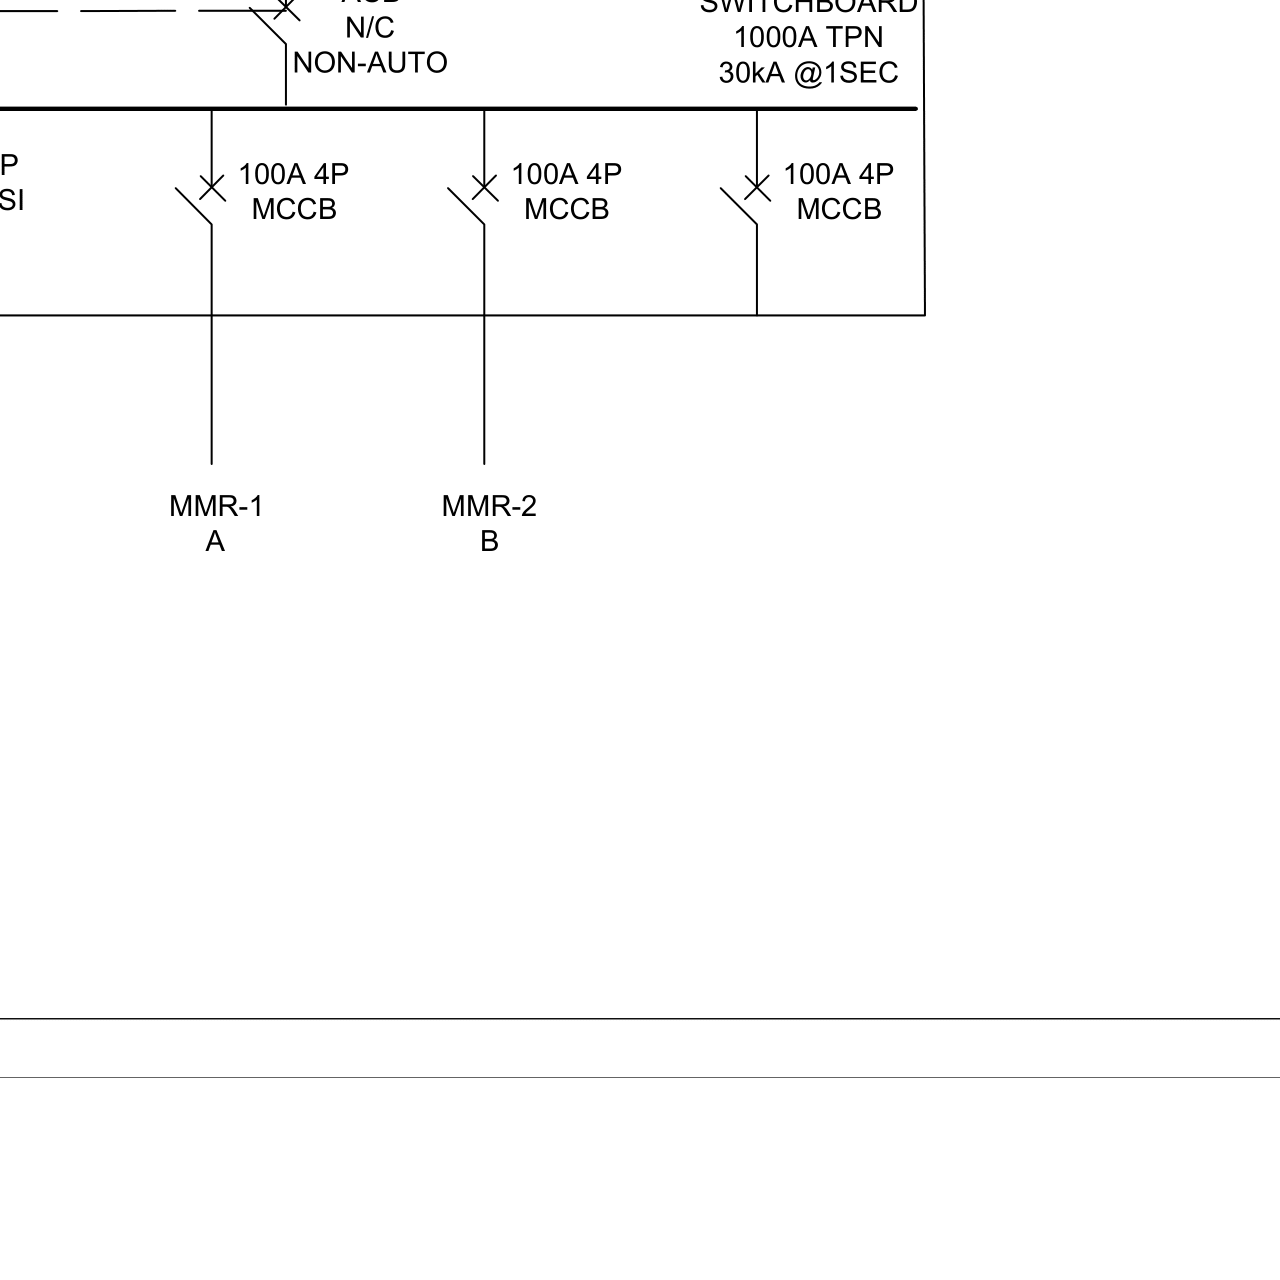 N/C
NON-AUTO
SWITCHBOARD
1000A TPN
30kA @1SEC
P
SI
100A 4P
MCCB
100A 4P
MCCB
100A 4P
MCCB
MMR-1
A
MMR-2
B